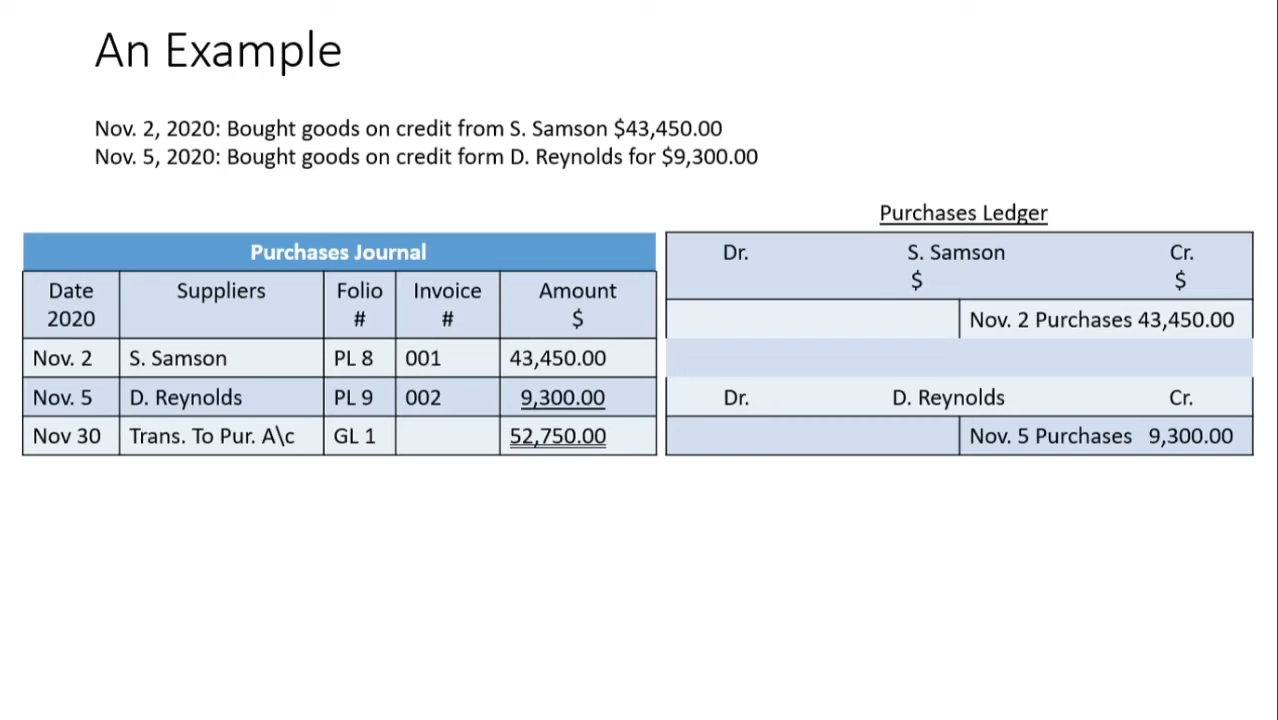 An Example
Nov. 2, 2020: Bought goods on credit from S. Samson $43,450.00
Nov. 5, 2020: Bought goods on credit form D. Reynolds for $9,300.00
Purchases Journal
Date 2020 Suppliers Folio # Invoice # Amount $
Nov. 2 S. Samson PL 8 001 43,450.00
Nov. 5 D. Reynolds PL 9 002 9,300.00
Nov 30 Trans. To Pur. A\c GL 1 52,750.00
Purchases Ledger
Dr. S. Samson Cr.
$ $
Nov. 2 Purchases 43,450.00
Dr. D. Reynolds Cr.
Nov. 5 Purchases 9,300.00